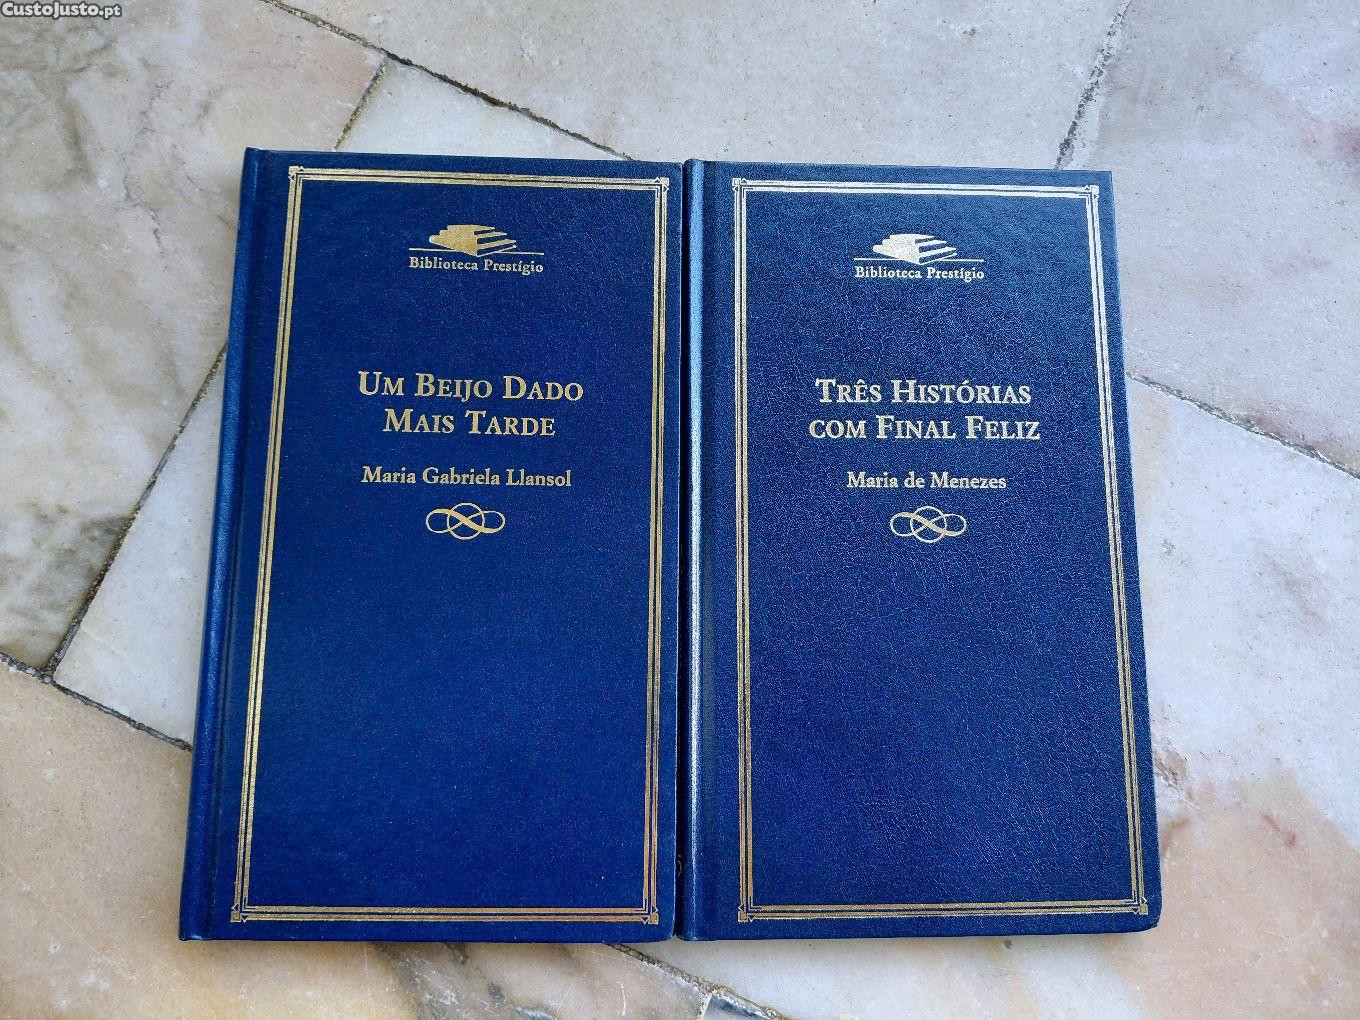 CustoJusto.pt
Biblioteca Prestígio
UM BEIJO DADO
MAIS TARDE
Maria Gabriela Llansol
Biblioteca Prestígio
TRÊS HISTÓRIAS
COM FINAL FELIZ
Maria de Menezes